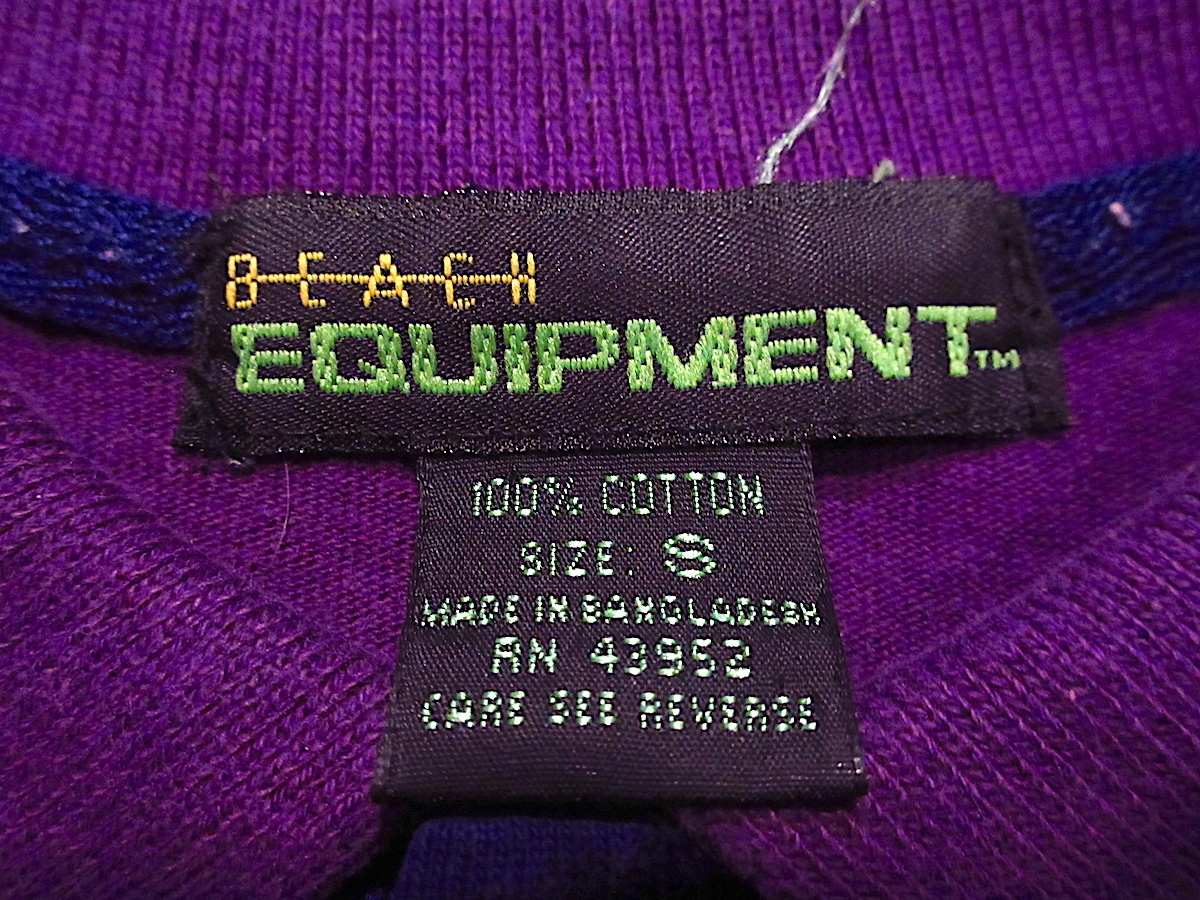 BEACH
EQUIPMENT™
100% COTTON
SIZE: S
MADE IN BANGLADESH
RN 43952
CARE SEE REVERSE